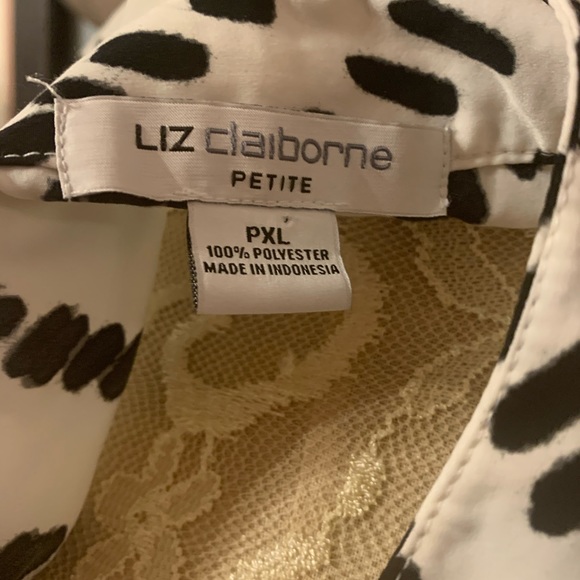 LIZ claiborne
PETITE
PXL
100% POLYESTER
MADE IN INDONESIA